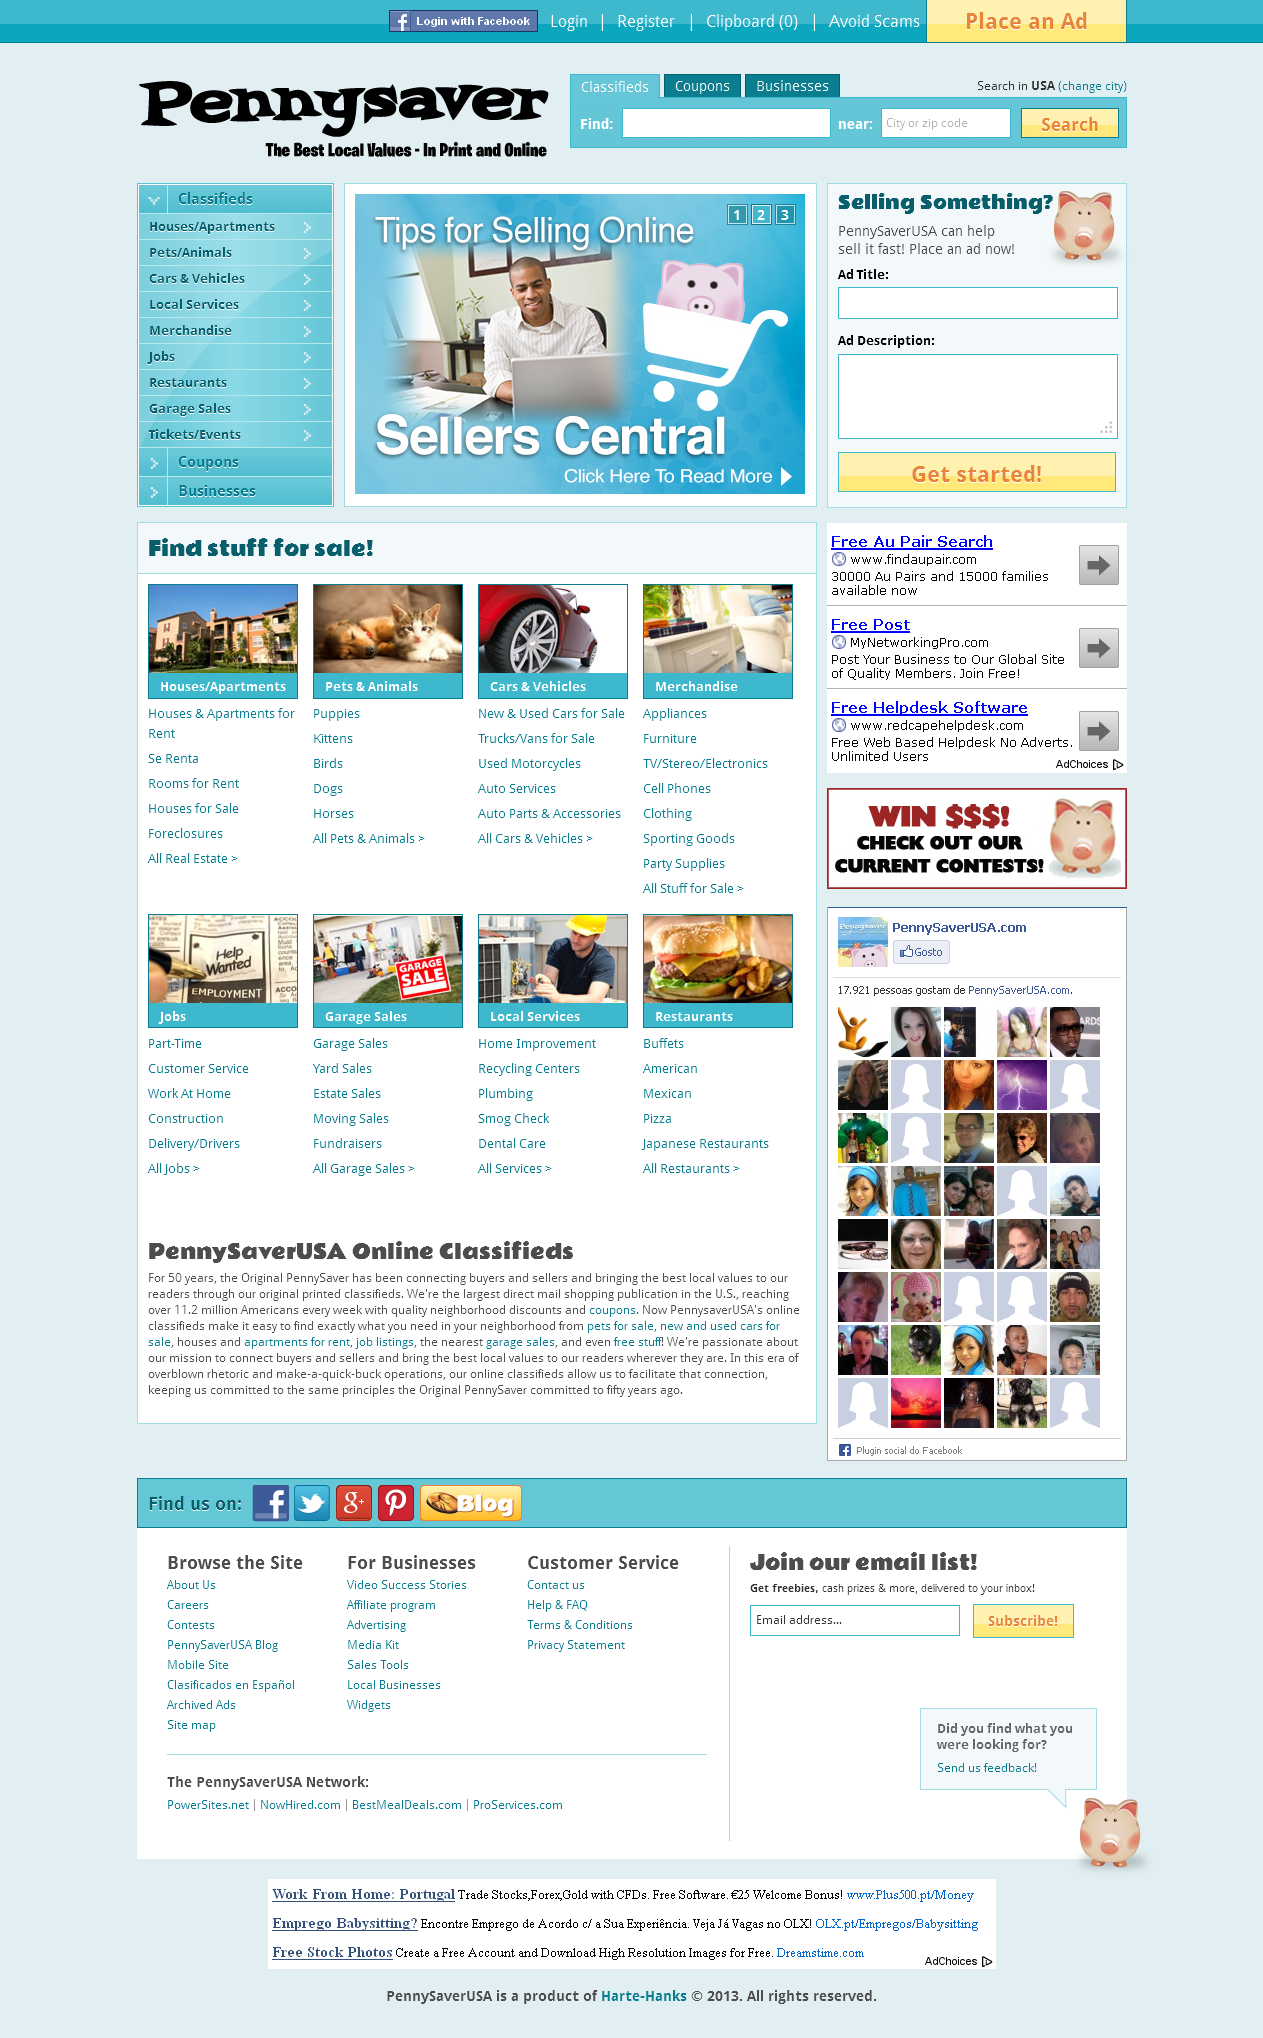 Login with Facebook Login | Register | Clipboard (0) | Avoid Scams Place an Ad
Pennysaver
The Best Local Values - In Print and Online
Classifieds Coupons Businesses Search in USA (change city)
Find: near: City or zip code Search
Classifieds
Houses/Apartments
Pets/Animals
Cars & Vehicles
Local Services
Merchandise
Jobs
Restaurants
Garage Sales
Tickets/Events
Coupons
Businesses
1 2 3
Tips for Selling Online
Sellers Central
Click Here To Read More
Selling Something?
PennySaverUSA can help
sell it fast! Place an ad now!
Ad Title:
Ad Description:
Get started!
Find stuff for sale!
Houses/Apartments
Houses & Apartments for
Rent
Se Renta
Rooms for Rent
Houses for Sale
Foreclosures
All Real Estate >
Pets & Animals
Puppies
Kittens
Birds
Dogs
Horses
All Pets & Animals >
Cars & Vehicles
New & Used Cars for Sale
Trucks/Vans for Sale
Used Motorcycles
Auto Services
Auto Parts & Accessories
All Cars & Vehicles >
Merchandise
Appliances
Furniture
TV/Stereo/Electronics
Cell Phones
Clothing
Sporting Goods
Party Supplies
All Stuff for Sale >
Help
Wanted
EMPLOYMENT
Jobs
Part-Time
Customer Service
Work At Home
Construction
Delivery/Drivers
All Jobs >
GARAGE
SALE
Garage Sales
Garage Sales
Yard Sales
Estate Sales
Moving Sales
Fundraisers
All Garage Sales >
Local Services
Home Improvement
Recycling Centers
Plumbing
Smog Check
Dental Care
All Services >
Restaurants
Buffets
American
Mexican
Pizza
Japanese Restaurants
All Restaurants >
PennySaverUSA Online Classifieds
For 50 years, the Original PennySaver has been connecting buyers and sellers and bringing the best local values to our
readers through our original printed classifieds. We're the largest direct mail shopping publication in the U.S., reaching
over 11.2 million Americans every week with quality neighborhood discounts and coupons. Now PennysaverUSA's online
classifieds make it easy to find exactly what you need in your neighborhood from pets for sale, new and used cars for
sale, houses and apartments for rent, job listings, the nearest garage sales, and even free stuff! We're passionate about
our mission to connect buyers and sellers and bring the best local values to our readers wherever they are. In this era of
overblown rhetoric and make-a-quick-buck operations, our online classifieds allow us to facilitate that connection,
keeping us committed to the same principles the Original PennySaver committed to fifty years ago.
Free Au Pair Search
www.findaupair.com
30000 Au Pairs and 15000 families
available now
Free Post
MyNetworkingPro.com
Post Your Business to Our Global Site
of Quality Members. Join Free!
Free Helpdesk Software
www.redcapehelpdesk.com
Free Web Based Helpdesk No Adverts.
Unlimited Users
AdChoices
WIN $$$!
CHECK OUT OUR
CURRENT CONTESTS!
Pennysaver
PennySaverUSA.com
Gosto
17.921 pessoas gostam de PennySaverUSA.com.
Plugin social do Facebook
Find us on: Blog
Browse the Site
About Us
Careers
Contests
PennySaverUSA Blog
Mobile Site
Clasificados en Español
Archived Ads
Site map
For Businesses
Video Success Stories
Affiliate program
Advertising
Media Kit
Sales Tools
Local Businesses
Widgets
Customer Service
Contact us
Help & FAQ
Terms & Conditions
Privacy Statement
The PennySaverUSA Network:
PowerSites.net | NowHired.com | BestMealDeals.com | ProServices.com
Join our email list!
Get freebies, cash prizes & more, delivered to your inbox!
Email address... Subscribe!
Did you find what you
were looking for?
Send us feedback!
Work From Home: Portugal Trade Stocks,Forex,Gold with CFDs. Free Software. €25 Welcome Bonus! www.Plus500.pt/Money
Emprego Babysitting? Encontre Emprego de Acordo c/ a Sua Experiência. Veja Já Vagas no OLX! OLX.pt/Empregos/Babysitting
Free Stock Photos Create a Free Account and Download High Resolution Images for Free. Dreamstime.com
AdChoices
PennySaverUSA is a product of Harte-Hanks © 2013. All rights reserved.